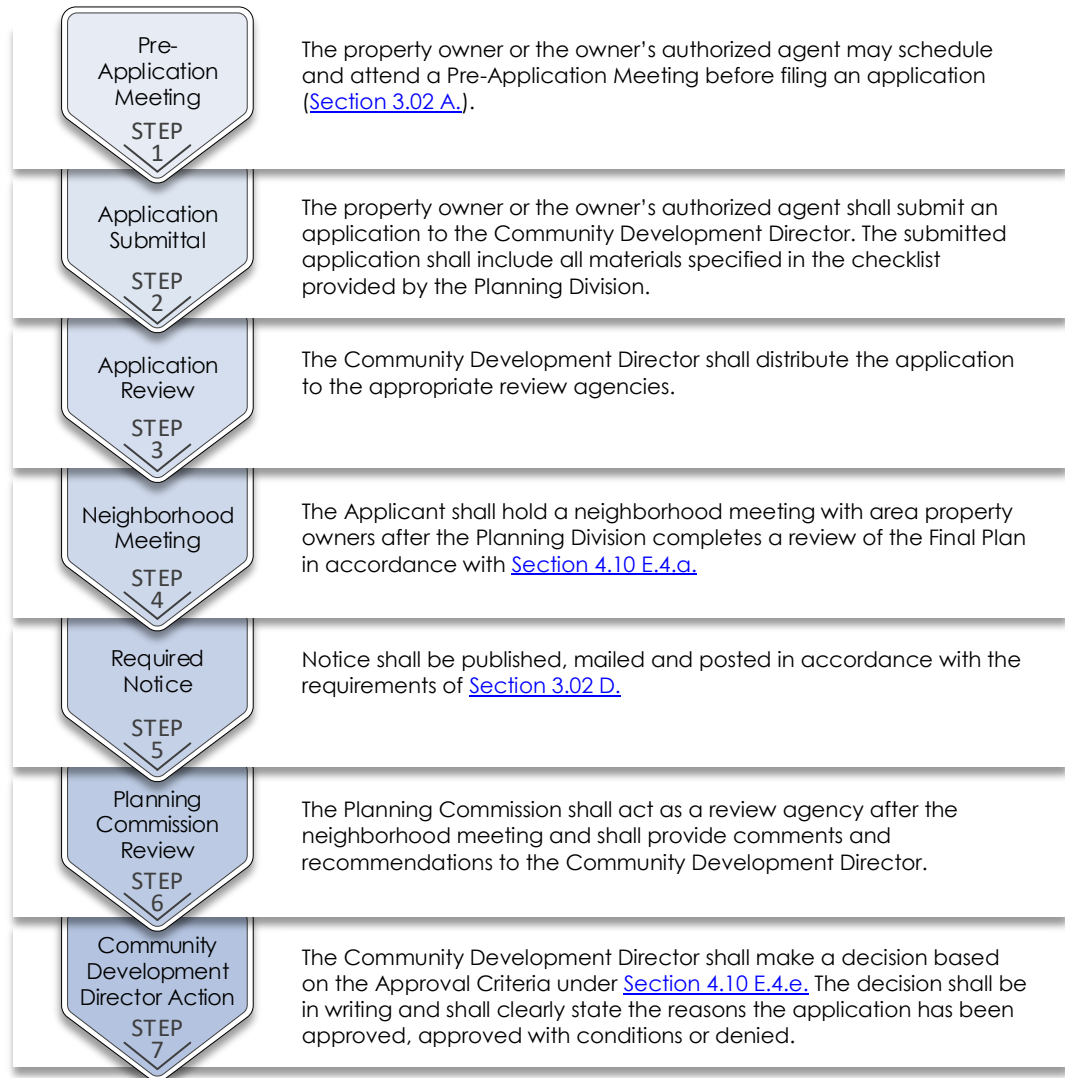 Pre-
Application
Meeting
STEP
1
The property owner or the owner’s authorized agent may schedule
and attend a Pre-Application Meeting before filing an application
(Section 3.02 A.).
Application
Submittal
STEP
2
The property owner or the owner’s authorized agent shall submit an
application to the Community Development Director. The submitted
application shall include all materials specified in the checklist
provided by the Planning Division.
Application
Review
STEP
3
The Community Development Director shall distribute the application
to the appropriate review agencies.
Neighborhood
Meeting
STEP
4
The Applicant shall hold a neighborhood meeting with area property
owners after the Planning Division completes a review of the Final Plan
in accordance with Section 4.10 E.4.a.
Required
Notice
STEP
5
Notice shall be published, mailed and posted in accordance with the
requirements of Section 3.02 D.
Planning
Commission
Review
STEP
6
The Planning Commission shall act as a review agency after the
neighborhood meeting and shall provide comments and
recommendations to the Community Development Director.
Community
Development
Director Action
STEP
7
The Community Development Director shall make a decision based
on the Approval Criteria under Section 4.10 E.4.e. The decision shall be
in writing and shall clearly state the reasons the application has been
approved, approved with conditions or denied.